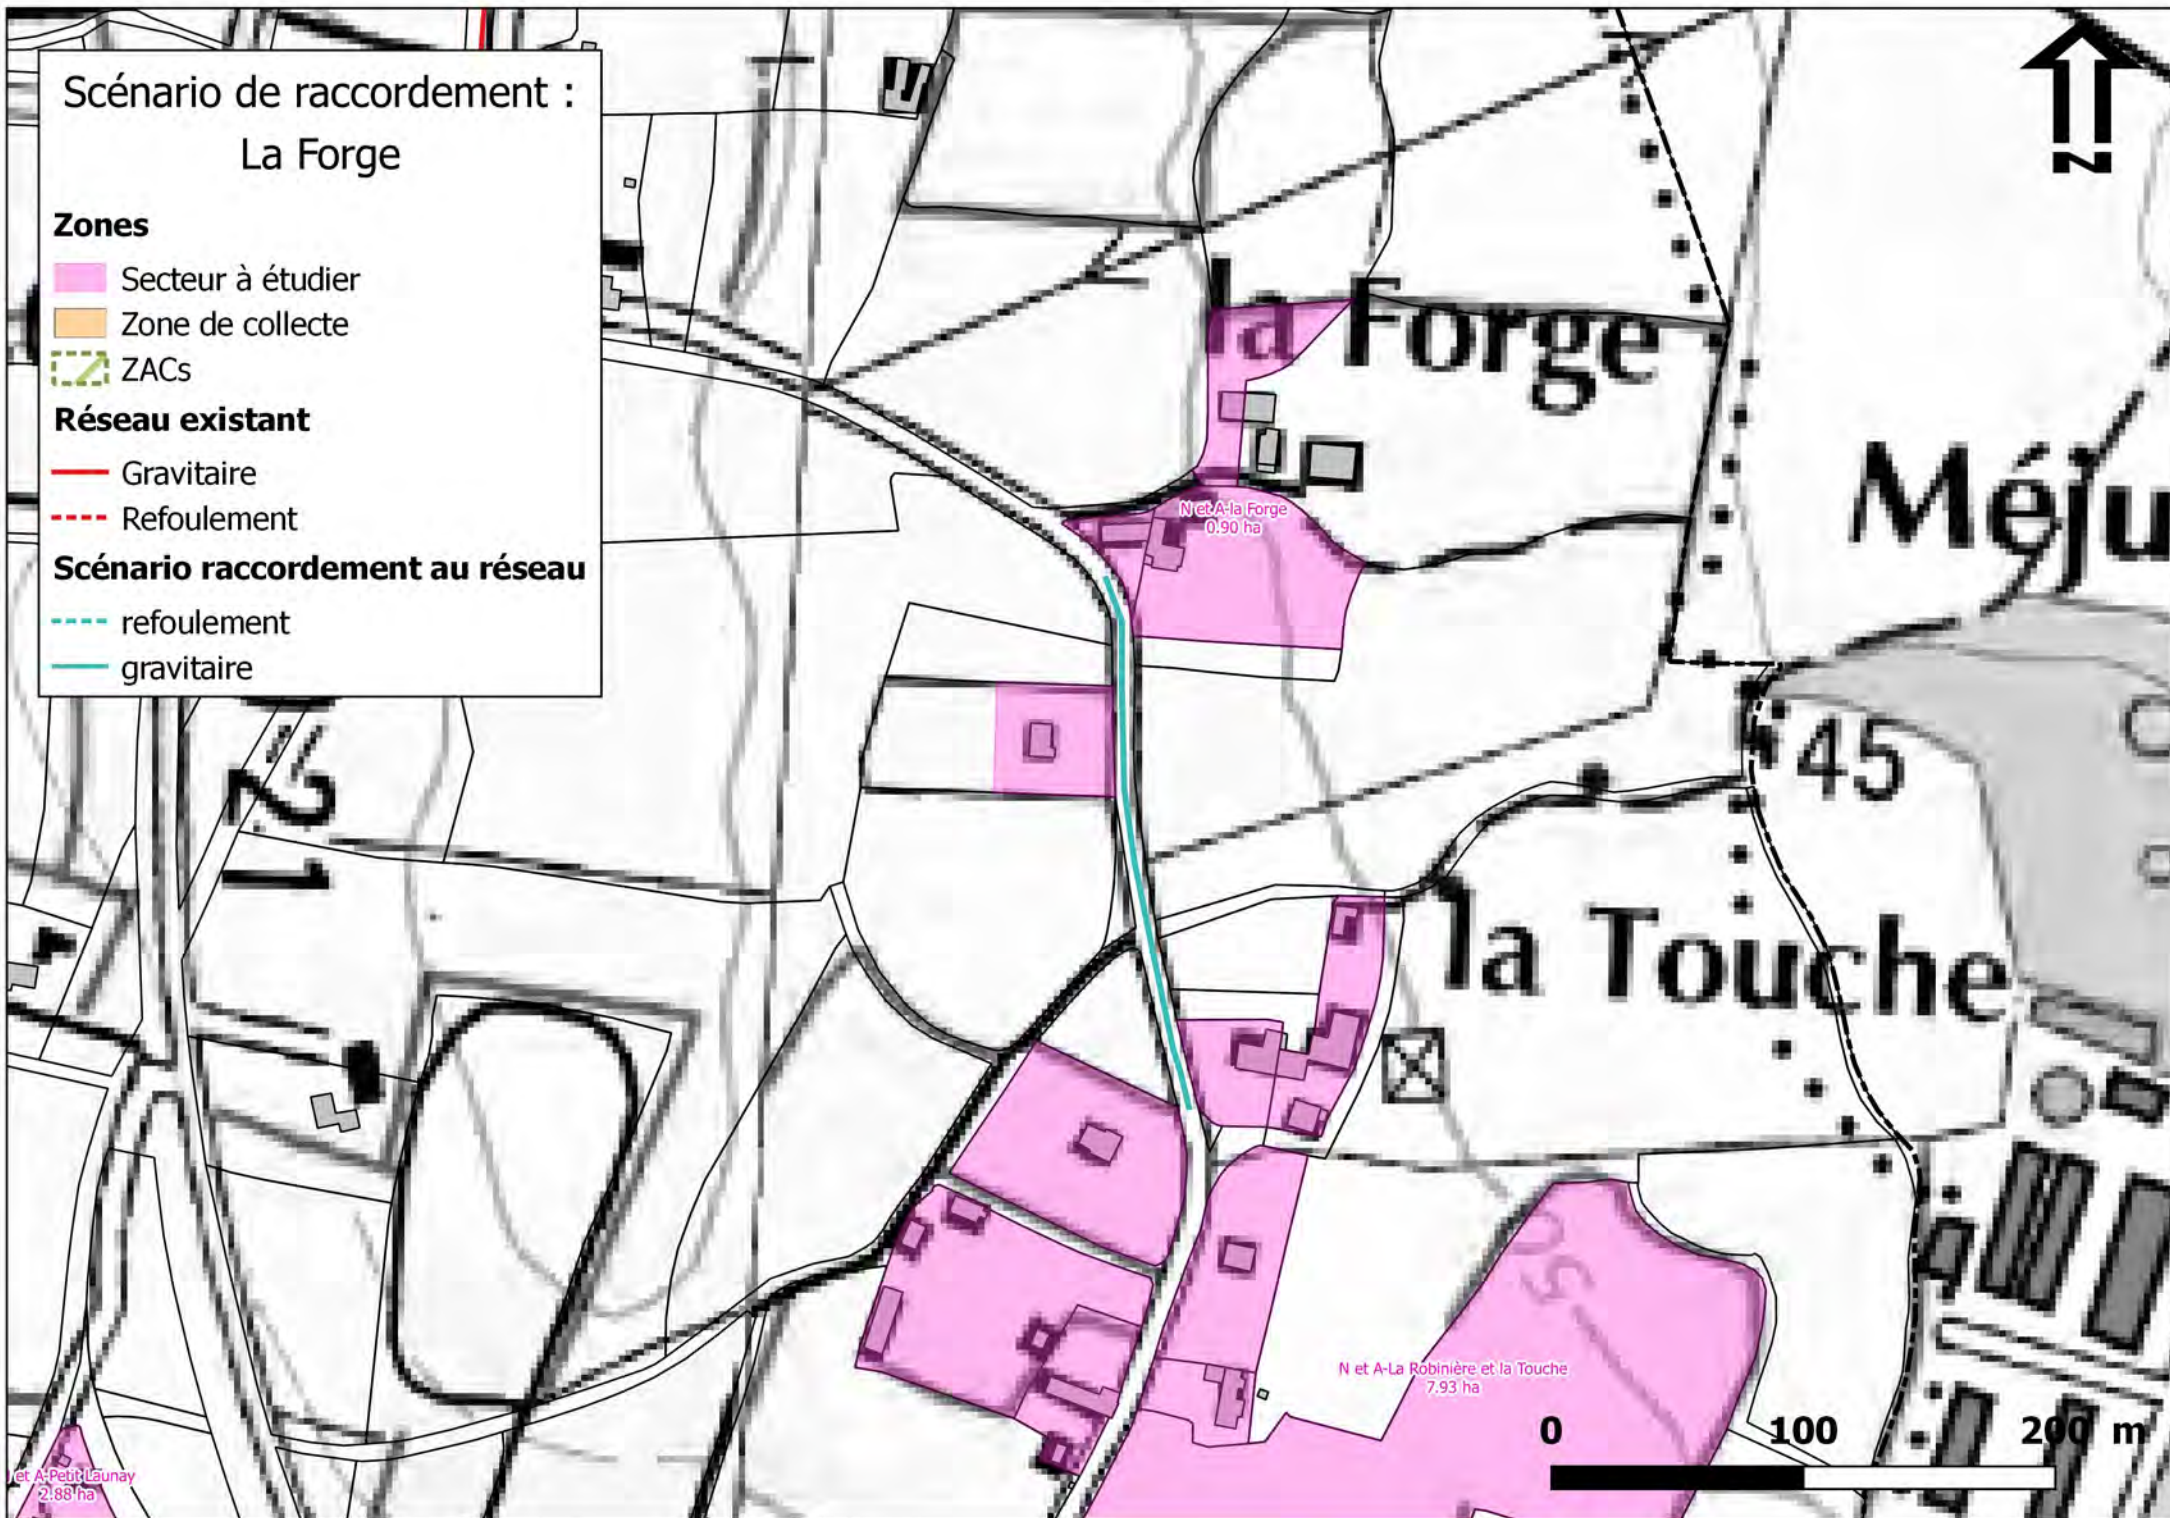 Scénario de raccordement :
La Forge
Zones
Secteur à étudier
Zone de collecte
ZACs
Réseau existant
Gravitaire
Refoulement
Scénario raccordement au réseau
refoulement
gravitaire
N
la Forge
Méju
N et A-la Forge
0.90 ha
45
21
la Touche
50
N et A-La Robinière et la Touche
7.93 ha
0 100 200 m
et A-Petit Launay
2.88 ha